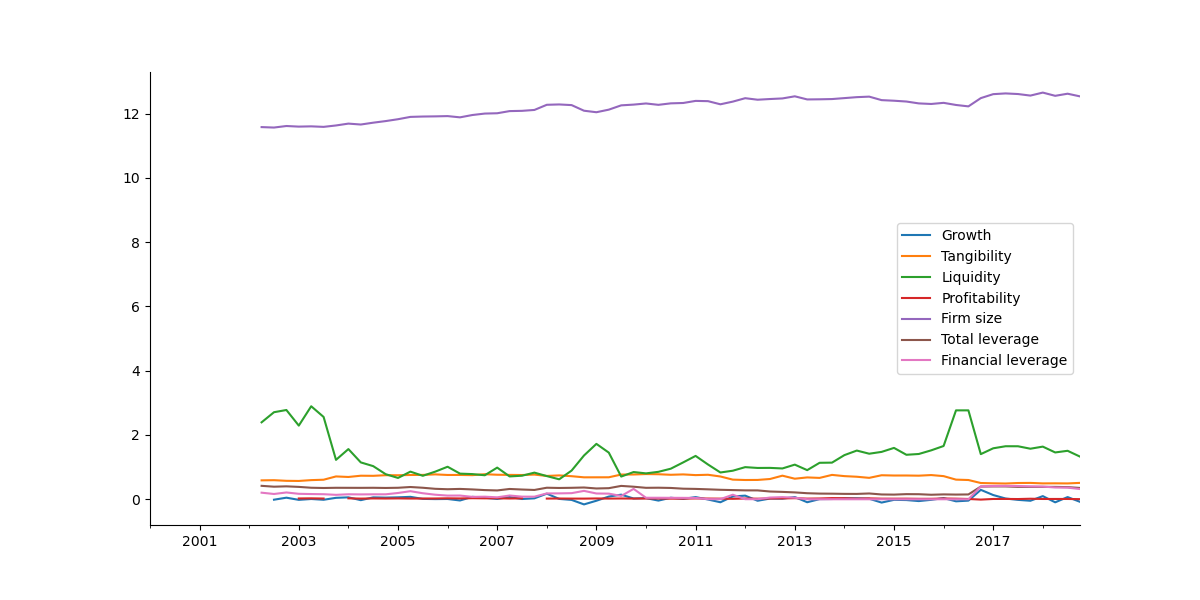 12
10
8
6
4
2
0
Growth
Tangibility
Liquidity
Profitability
Firm size
Total leverage
Financial leverage
2001 2003 2005 2007 2009 2011 2013 2015 2017